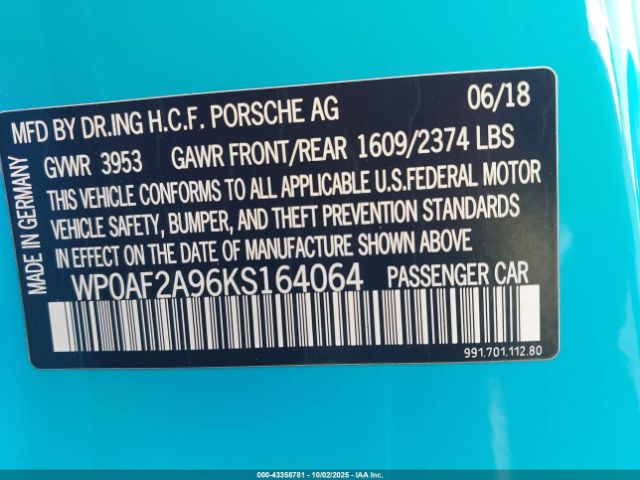 MFD BY DR.ING H.C.F. PORSCHE AG 06/18
GVWR 3953 GAWR FRONT/REAR 1609/2374 LBS
THIS VEHICLE CONFORMS TO ALL APPLICABLE U.S.FEDERAL MOTOR
VEHICLE SAFETY, BUMPER, AND THEFT PREVENTION STANDARDS
IN EFFECT ON THE DATE OF MANUFACTURE SHOWN ABOVE
WP0AF2A96KS164064 PASSENGER CAR
MADE IN GERMANY
991.701.112.80
000-43358781 - 10/02/2025 - IAAI.COM